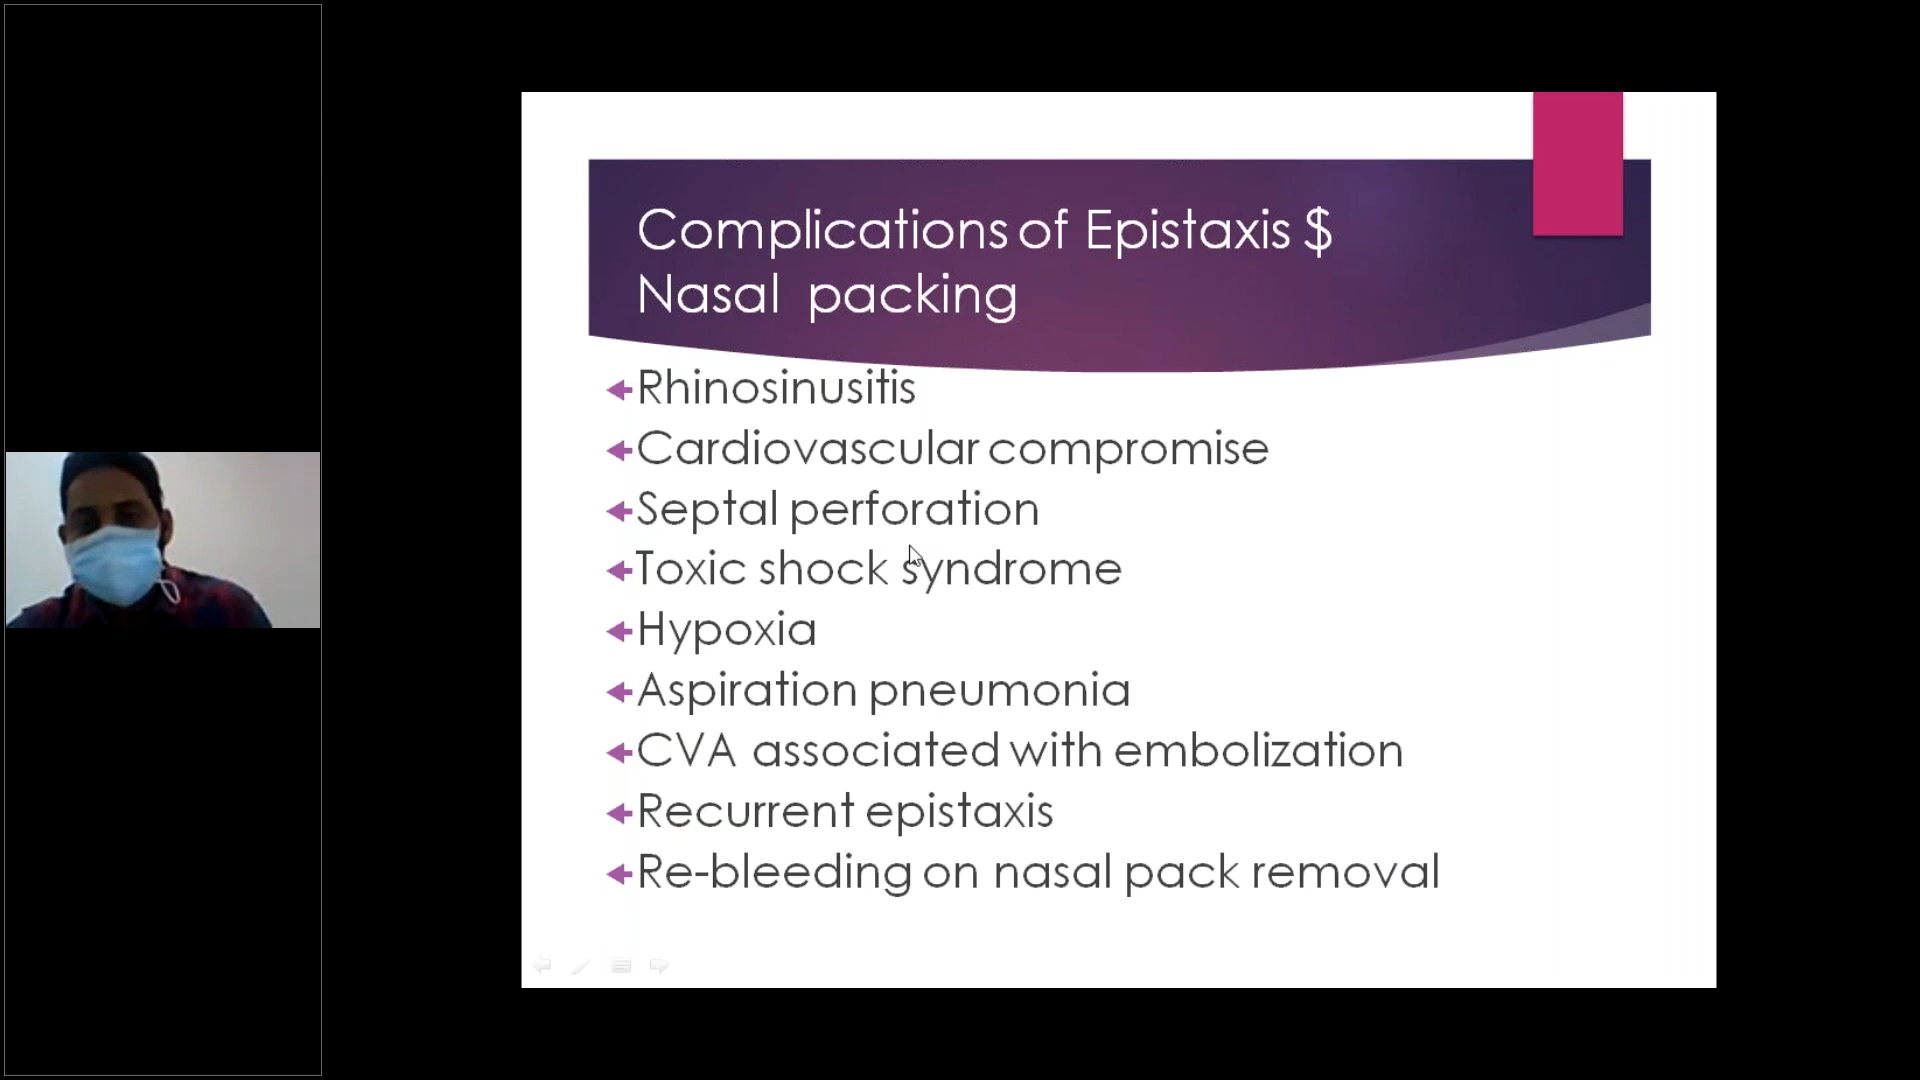 Complications of Epistaxis $
Nasal packing
Rhinosinusitis
Cardiovascular compromise
Septal perforation
Toxic shock syndrome
Hypoxia
Aspiration pneumonia
CVA associated with embolization
Recurrent epistaxis
Re-bleeding on nasal pack removal